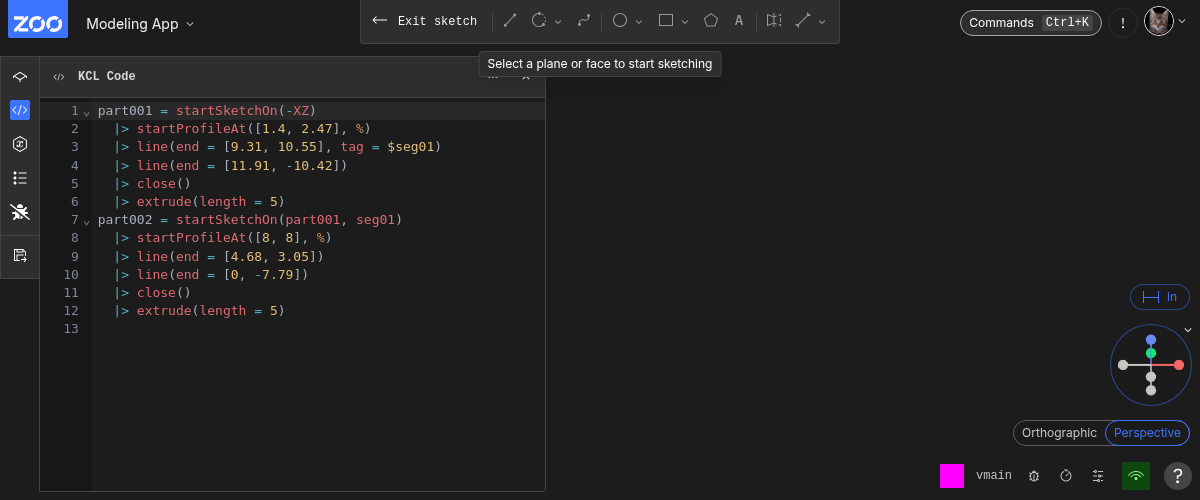 ZOO Modeling App Exit sketch A Commands Ctrl+K !
Select a plane or face to start sketching
KCL Code
1 part001 = startSketchOn(-XZ)
2 |> startProfileAt([1.4, 2.47], %)
3 |> line(end = [9.31, 10.55], tag = $seg01)
4 |> line(end = [11.91, -10.42])
5 |> close()
6 |> extrude(length = 5)
7 part002 = startSketchOn(part001, seg01)
8 |> startProfileAt([8, 8], %)
9 |> line(end = [4.68, 3.05])
10 |> line(end = [0, -7.79])
11 |> close()
12 |> extrude(length = 5)
13
in
Orthographic Perspective
vmain ?